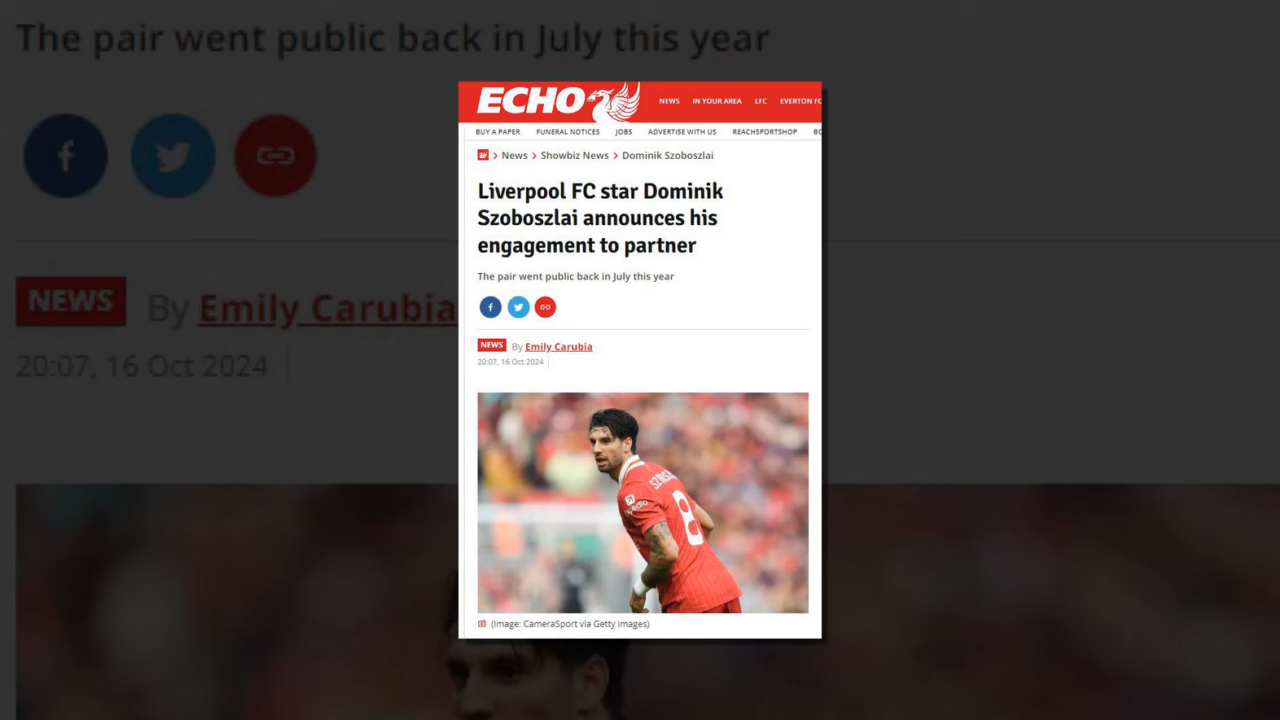 The pair went public back in July this year
NEWS By Emily Carubia
20:07, 16 Oct 2024
ECHO
NEWS IN YOUR AREA LFC EVERTON FC
BUY A PAPER FUNERAL NOTICES JOBS ADVERTISE WITH US REACHSPORTSHOP BO
News > Showbiz News > Dominik Szoboszlai
Liverpool FC star Dominik
Szoboszlai announces his
engagement to partner
The pair went public back in July this year
NEWS By Emily Carubia
20:07, 16 Oct 2024
8
(Image: CameraSport via Getty Images)